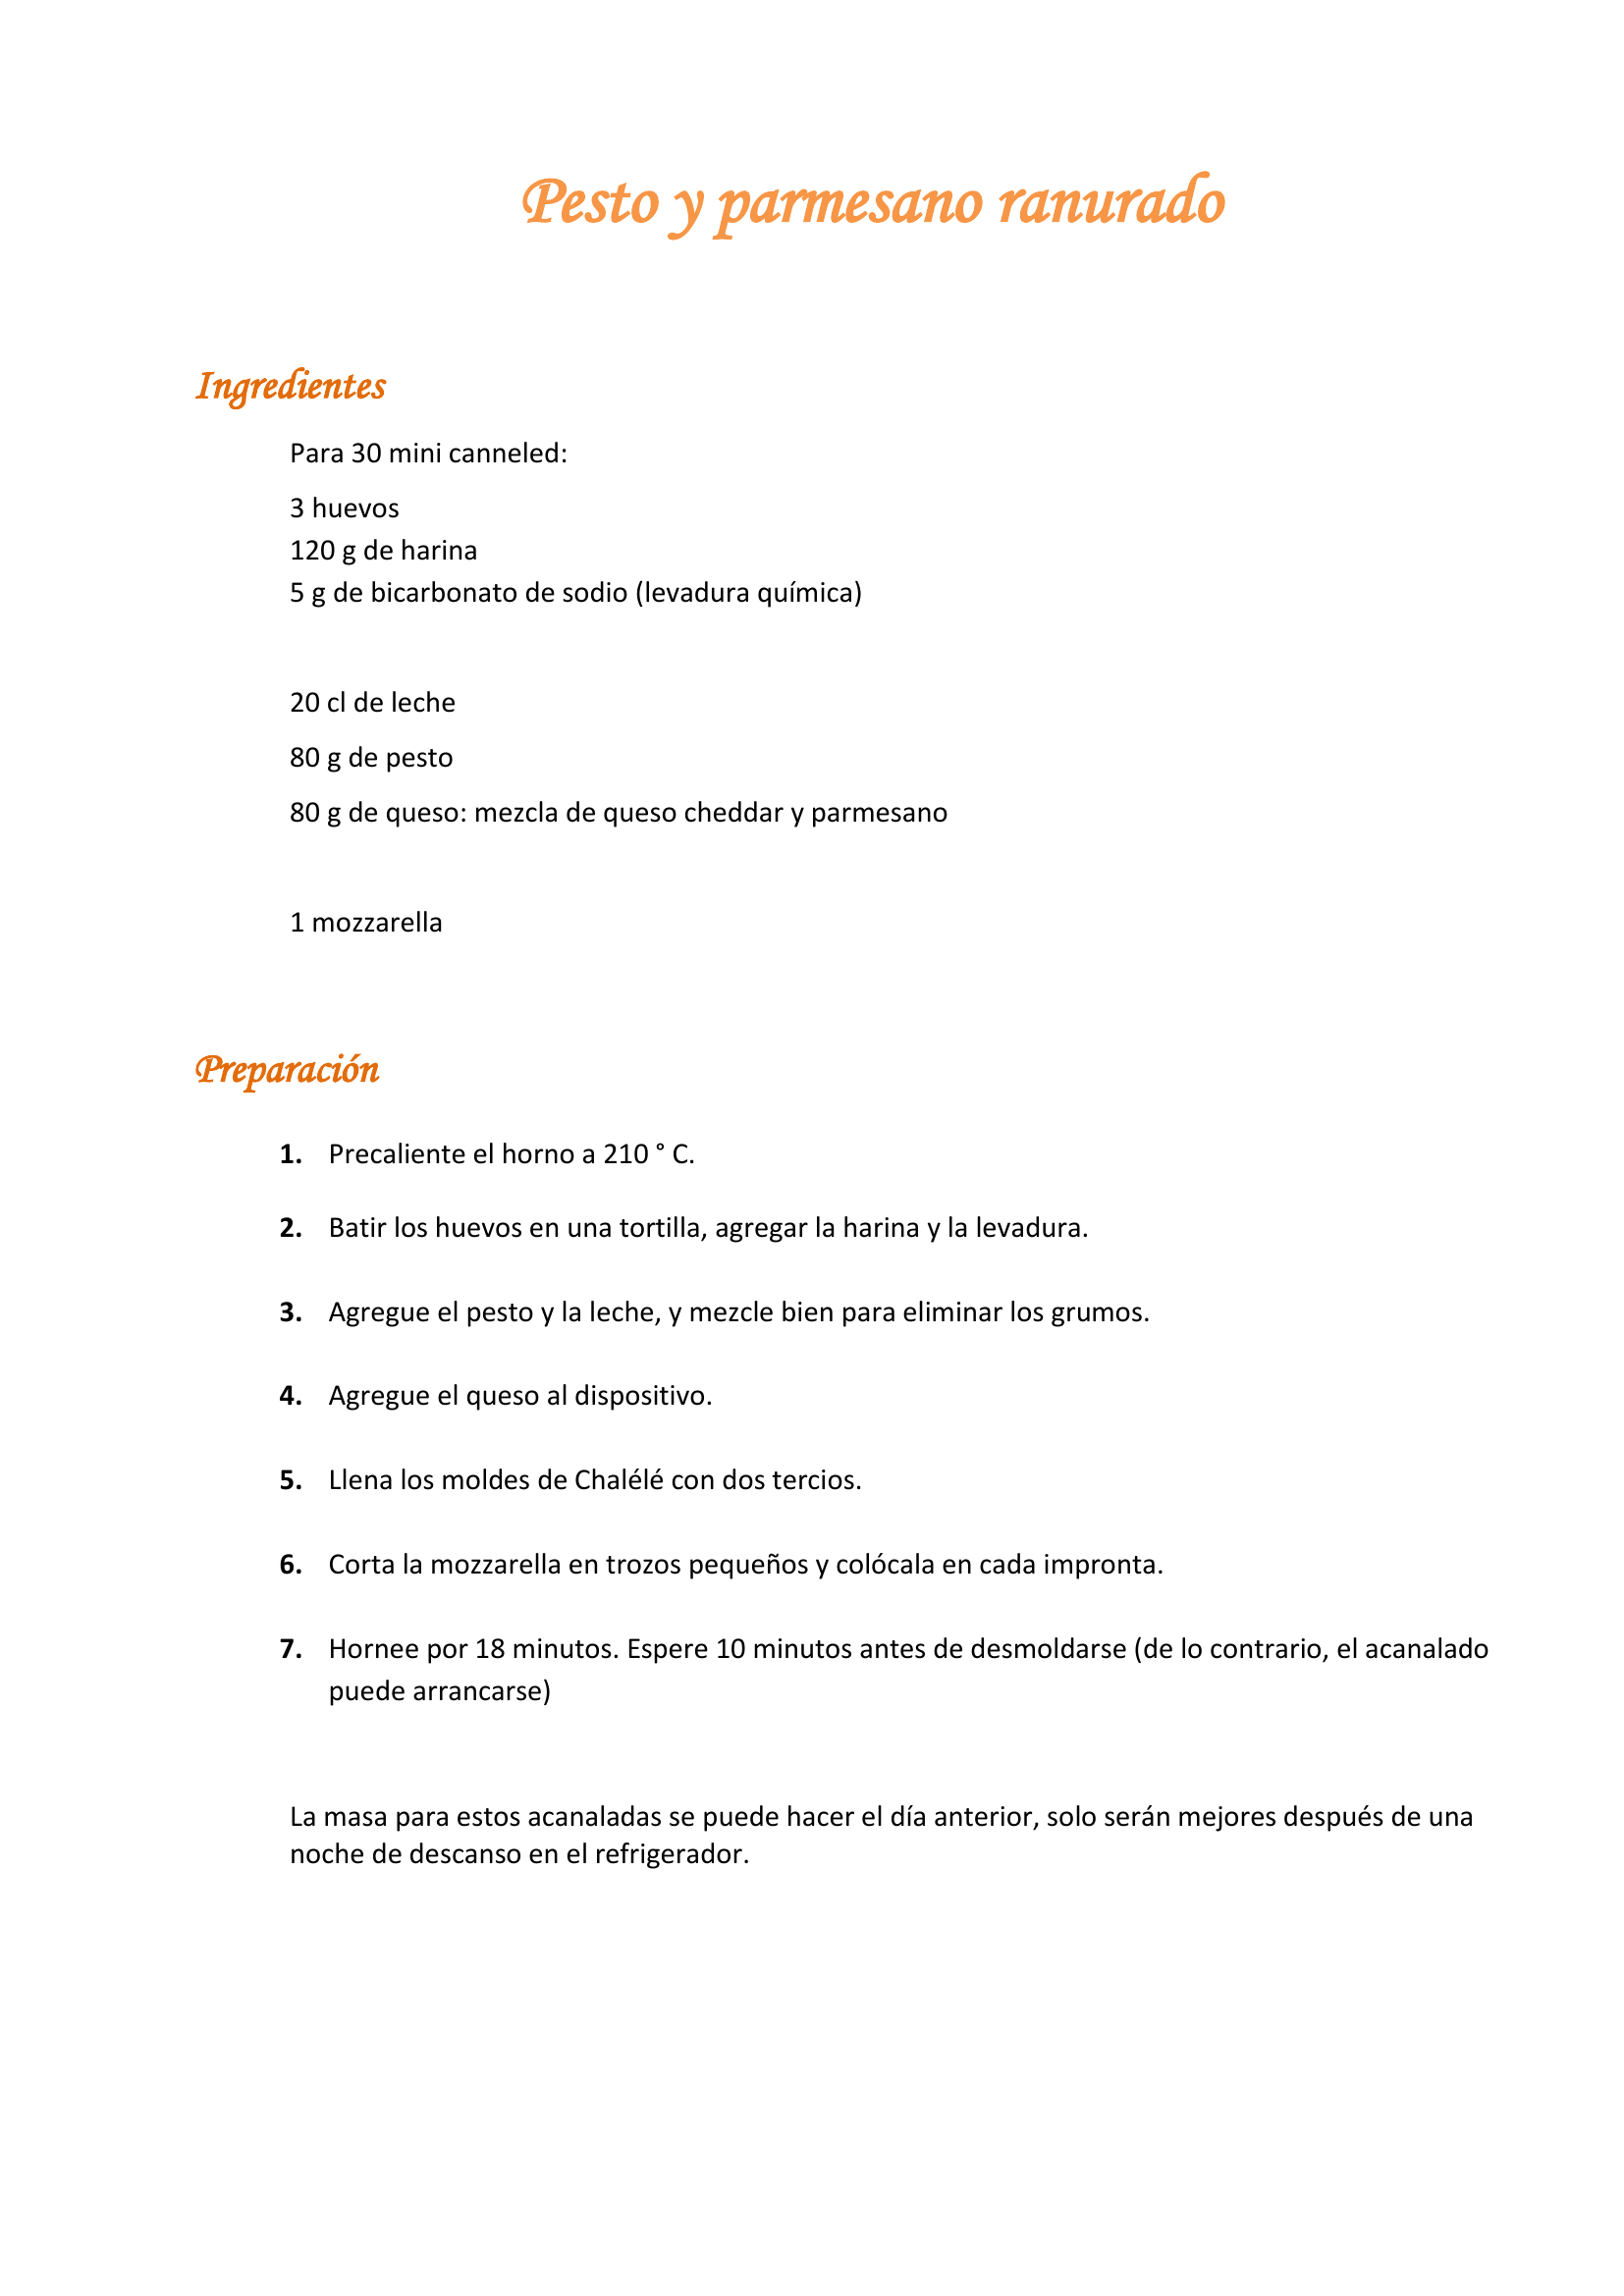 Pesto y parmesano ranurado
Ingredientes
Para 30 mini canneled:
3 huevos
120 g de harina
5 g de bicarbonato de sodio (levadura química)
20 cl de leche
80 g de pesto
80 g de queso: mezcla de queso cheddar y parmesano
1 mozzarella
Preparación
1. Precaliente el horno a 210 ° C.
2. Batir los huevos en una tortilla, agregar la harina y la levadura.
3. Agregue el pesto y la leche, y mezcle bien para eliminar los grumos.
4. Agregue el queso al dispositivo.
5. Llena los moldes de Chalélé con dos tercios.
6. Corta la mozzarella en trozos pequeños y colócala en cada impronta.
7. Hornee por 18 minutos. Espere 10 minutos antes de desmoldarse (de lo contrario, el acanalado
puede arrancarse)
La masa para estos acanaladas se puede hacer el día anterior, solo serán mejores después de una
noche de descanso en el refrigerador.